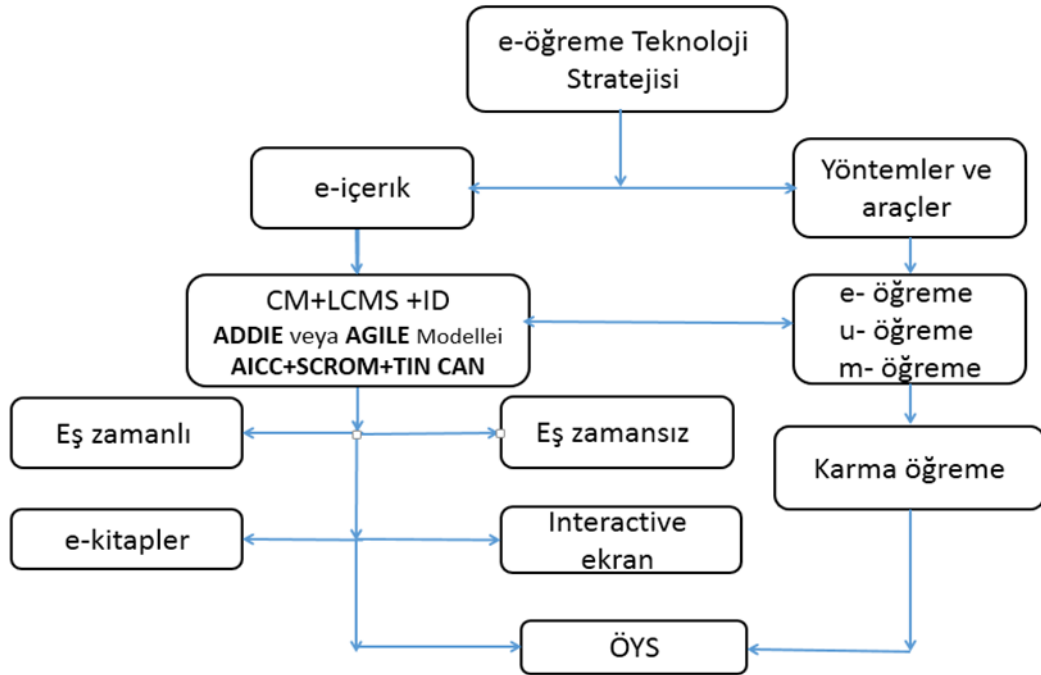 e-öğreme Teknoloji
Stratejisi
e-içerık
Yöntemler ve
araçler
CM+LCMS +ID
ADDIE veya AGILE Modellei
AICC+SCROM+TIN CAN
e- öğreme
u- öğreme
m- öğreme
Eş zamanlı
Eş zamansız
Karma öğreme
e-kitapler
Interactive
ekran
ÖYS